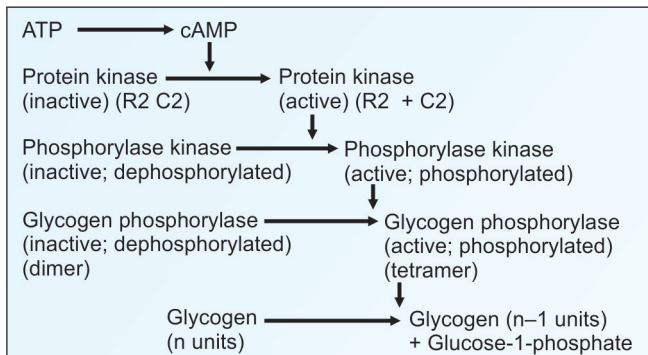 ATP cAMP
Protein kinase Protein kinase
(inactive) (R2 C2) (active) (R2 + C2)
Phosphorylase kinase Phosphorylase kinase
(inactive; dephosphorylated) (active; phosphorylated)
Glycogen phosphorylase Glycogen phosphorylase
(inactive; dephosphorylated) (active; phosphorylated)
(dimer) (tetramer)
Glycogen Glycogen (n–1 units)
(n units) + Glucose-1-phosphate